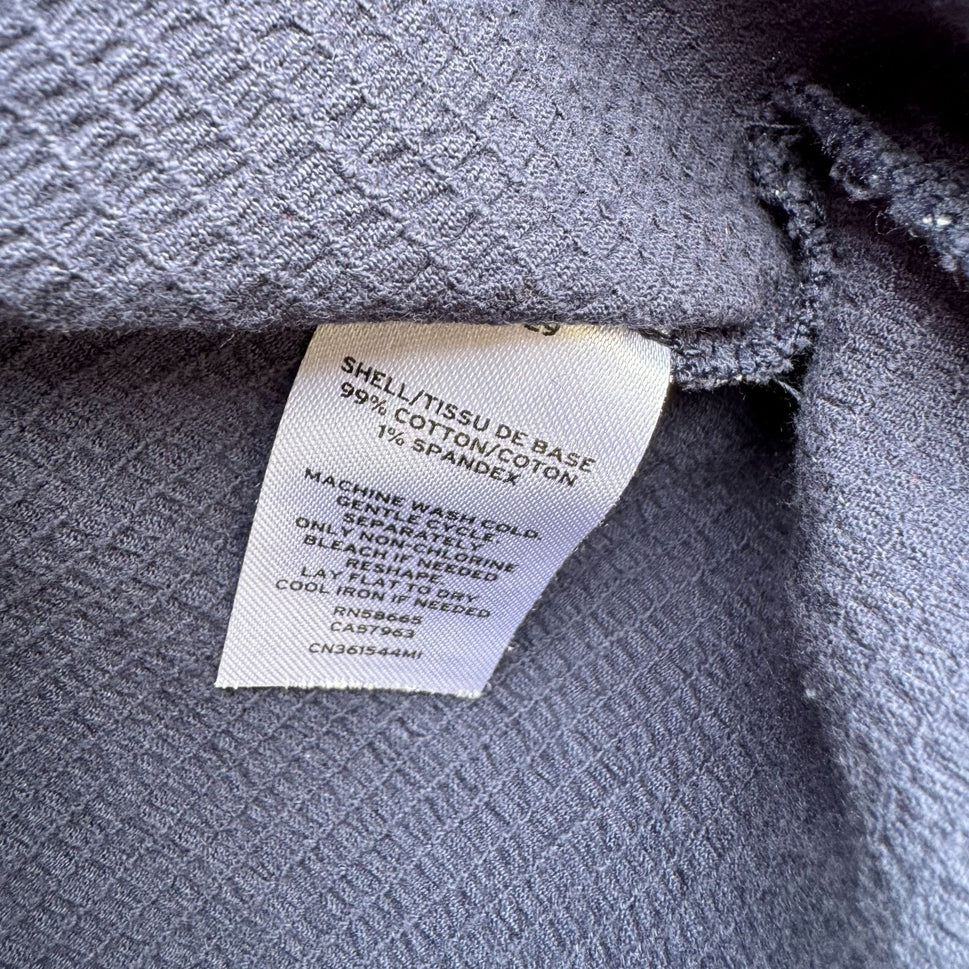 SHELL/TISSU DE BASE
99% COTTON/COTON
1% SPANDEX
MACHINE WASH COLD
GENTLE CYCLE
SEPARATELY
ONLY NON-CHLORINE
BLEACH IF NEEDED
RESHAPE
LAY FLAT TO DRY
COOL IRON IF NEEDED
RN58665
CA57963
CN361544MI